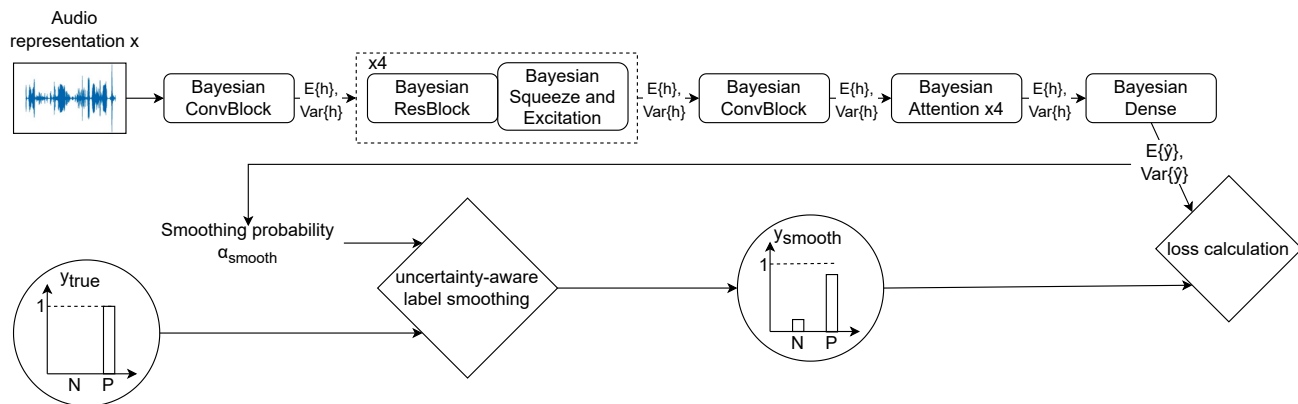 Audio
representation x
Bayesian
ConvBlock
E{h},
Var{h}
x4
Bayesian
ResBlock
Bayesian
Squeeze and
Excitation
E{h},
Var{h}
Bayesian
ConvBlock
E{h},
Var{h}
Bayesian
Attention x4
E{h},
Var{h}
Bayesian
Dense
E{ŷ},
Var{ŷ}
Smoothing probability
αsmooth
uncertainty-aware
label smoothing
loss calculation
ytrue
1
N P
ysmooth
1
N P